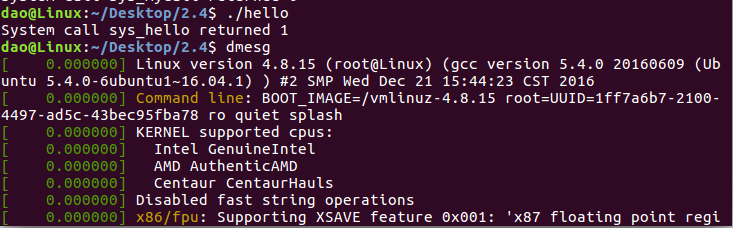 System call sys_hello returned 0
dao@Linux:~/Desktop/2.4$ ./hello
System call sys_hello returned 1
dao@Linux:~/Desktop/2.4$ dmesg
[    0.000000] Linux version 4.8.15 (root@Linux) (gcc version 5.4.0 20160609 (Ub
untu 5.4.0-6ubuntu1~16.04.1) ) #2 SMP Wed Dec 21 15:44:23 CST 2016
[    0.000000] Command line: BOOT_IMAGE=/vmlinuz-4.8.15 root=UUID=1ff7a6b7-2100-
4497-ad5c-43bec95fba78 ro quiet splash
[    0.000000] KERNEL supported cpus:
[    0.000000]   Intel GenuineIntel
[    0.000000]   AMD AuthenticAMD
[    0.000000]   Centaur CentaurHauls
[    0.000000] Disabled fast string operations
[    0.000000] x86/fpu: Supporting XSAVE feature 0x001: 'x87 floating point regi